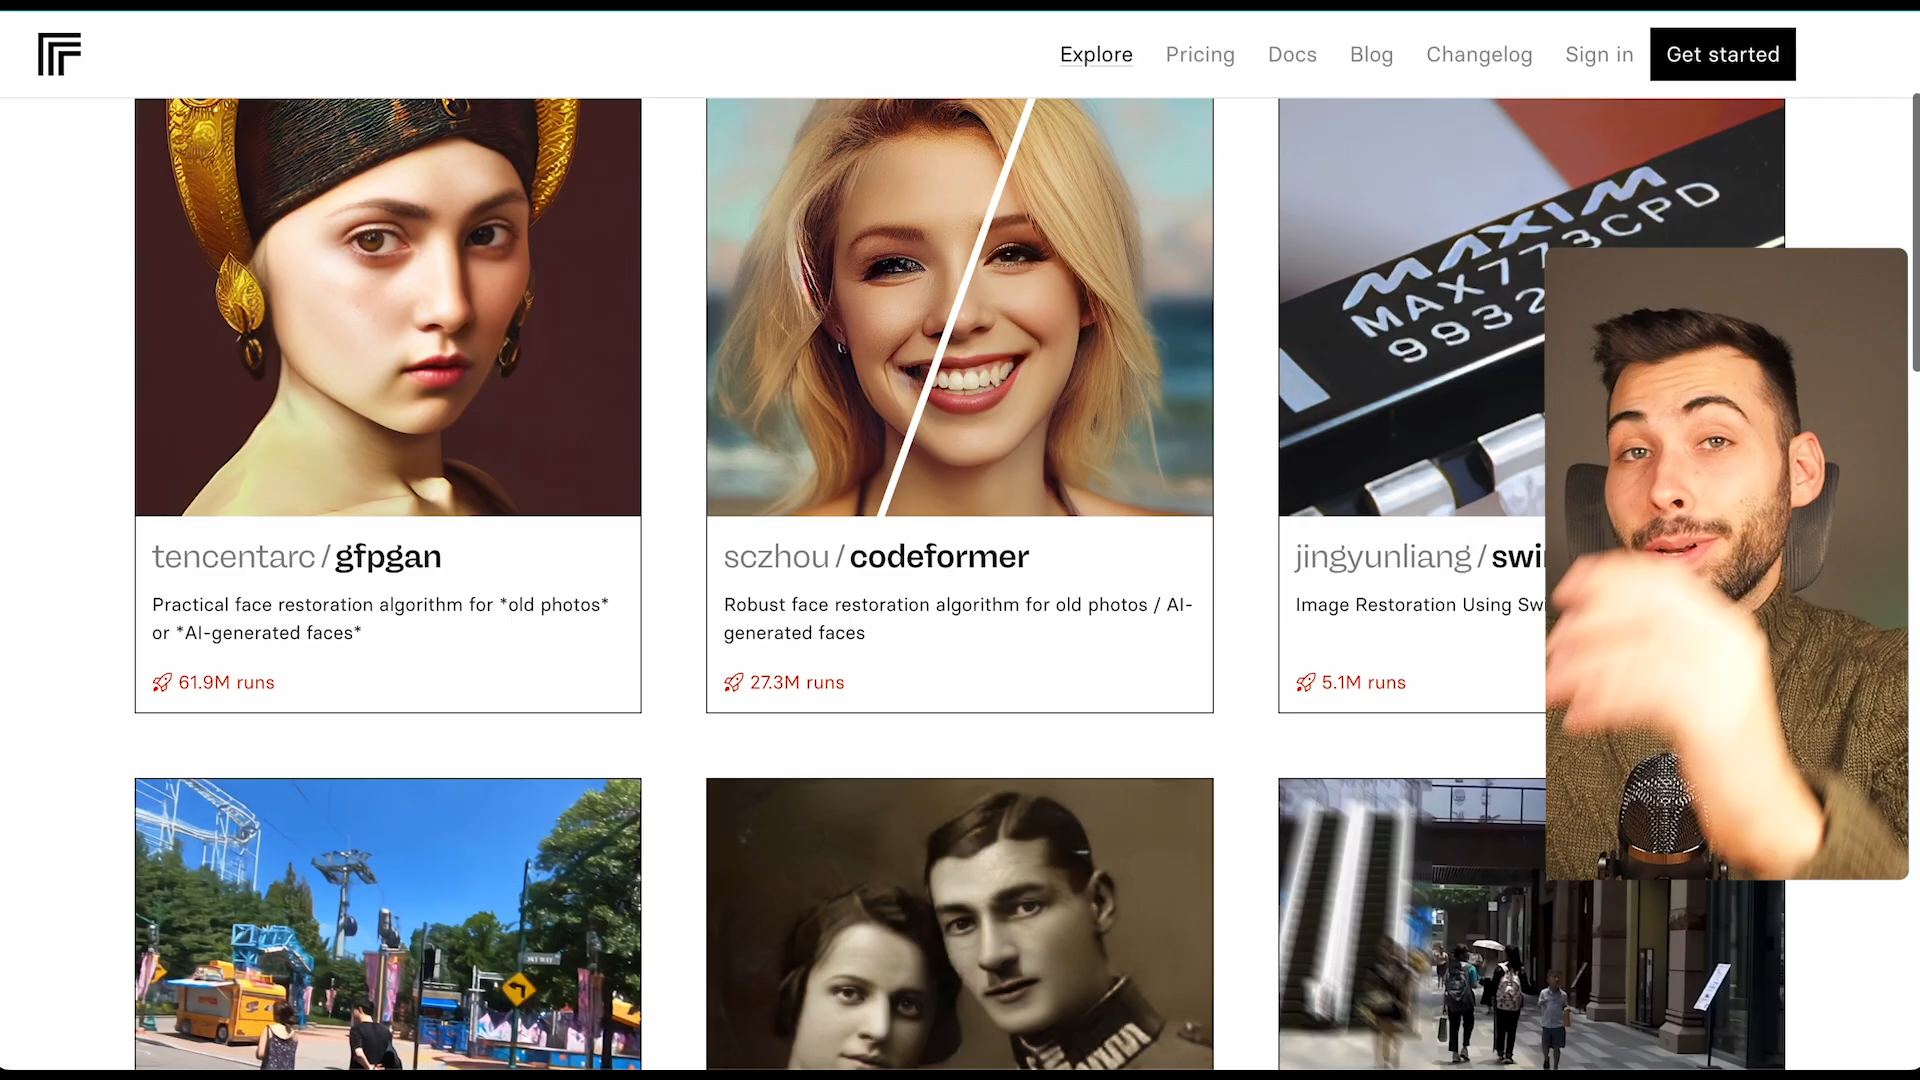 Explore
Pricing
Docs
Blog
Changelog
Sign in
Get started
MAXIM
MAX773CPD
9932
tencentarc / gfpgan
Practical face restoration algorithm for *old photos*
or *AI-generated faces*
61.9M runs
sczhou / codeformer
Robust face restoration algorithm for old photos / AI-
generated faces
27.3M runs
jingyunliang / swi
Image Restoration Using Sw
5.1M runs